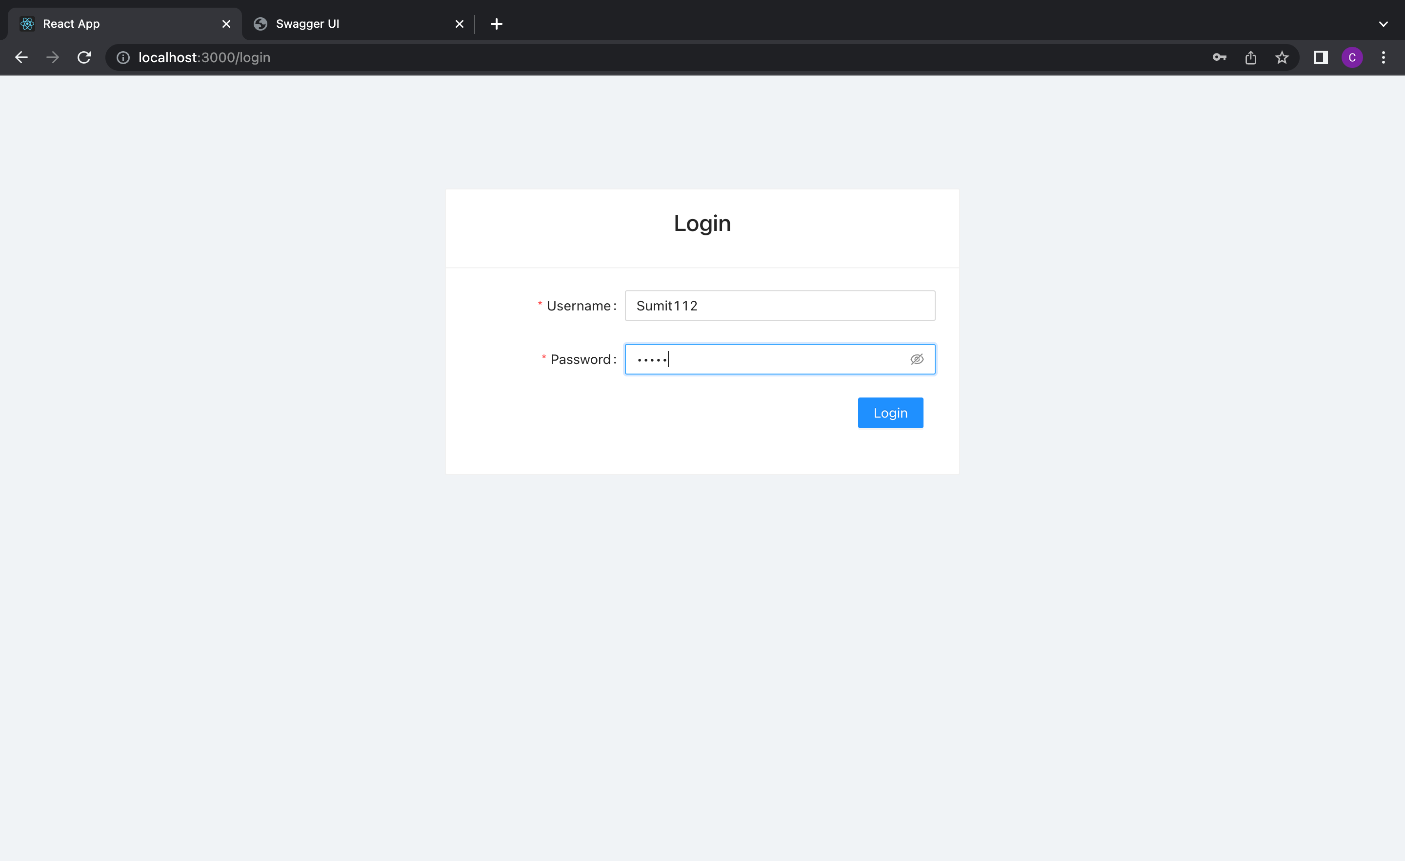 React App
Swagger UI
localhost:3000/login
C
Login
* Username:
Sumit112
* Password:
•••••
Login